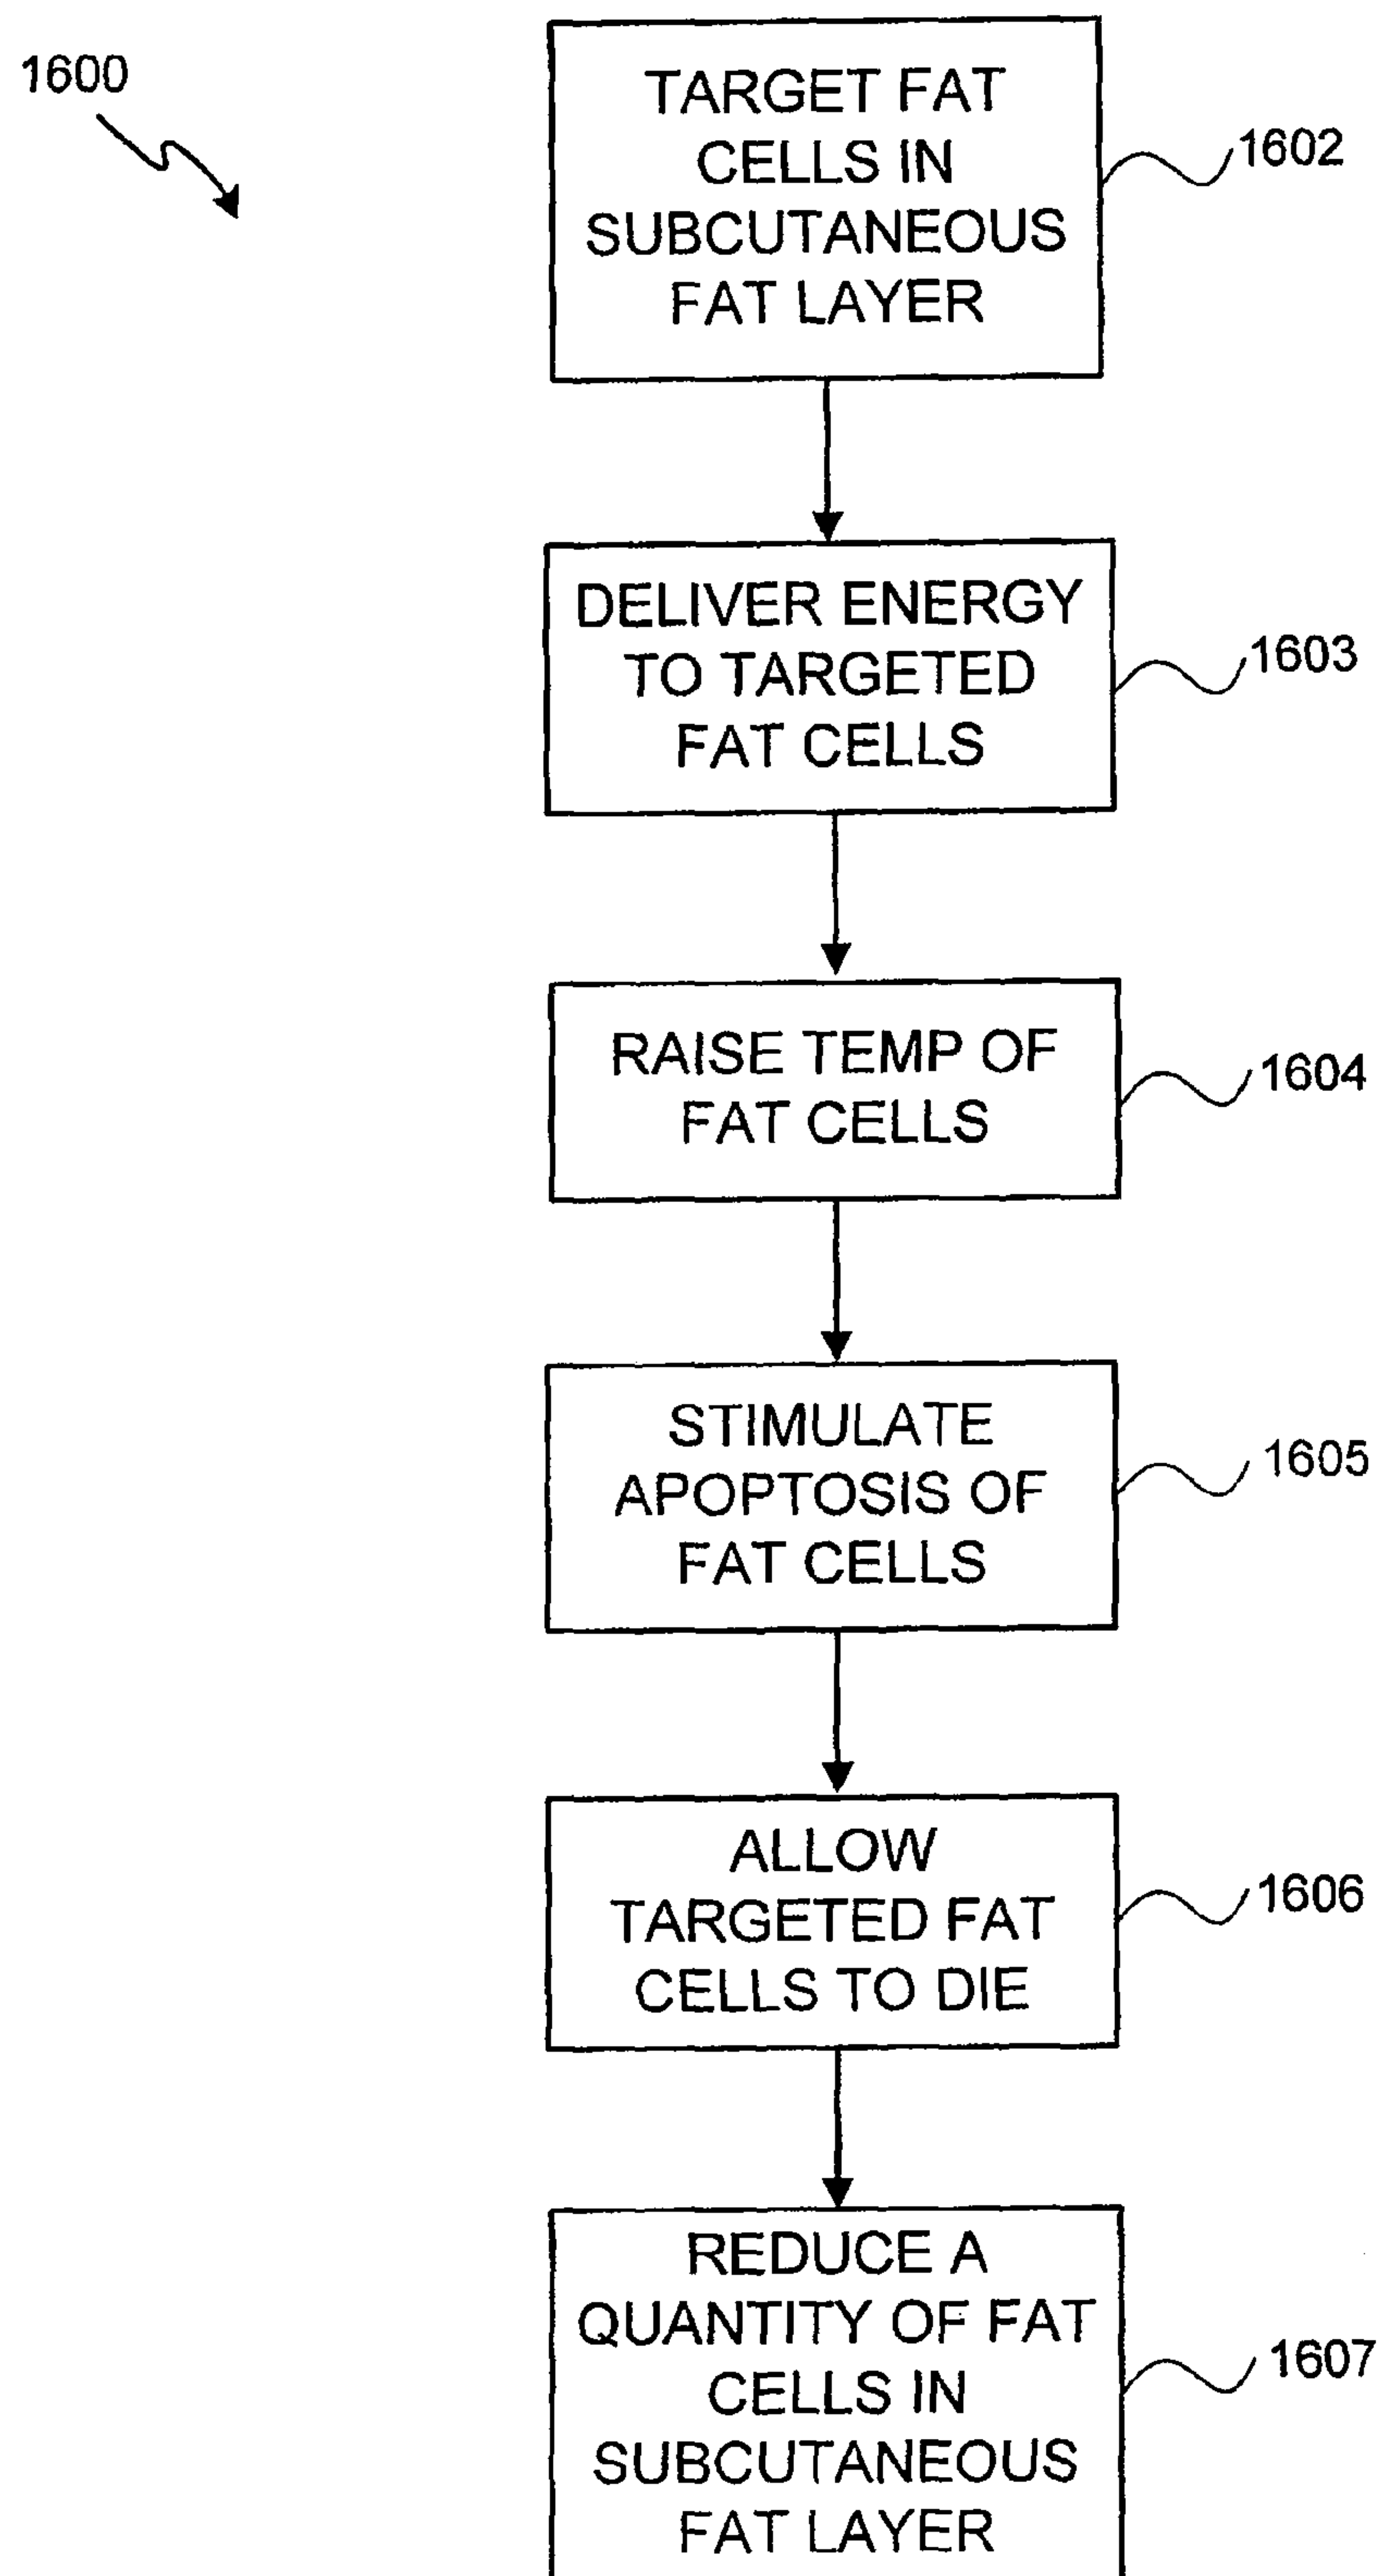 1600
TARGET FAT
CELLS IN
SUBCUTANEOUS
FAT LAYER
1602
DELIVER ENERGY
TO TARGETED
FAT CELLS
1603
RAISE TEMP OF
FAT CELLS
1604
STIMULATE
APOPTOSIS OF
FAT CELLS
1605
ALLOW
TARGETED FAT
CELLS TO DIE
1606
REDUCE A
QUANTITY OF FAT
CELLS IN
SUBCUTANEOUS
FAT LAYER
1607